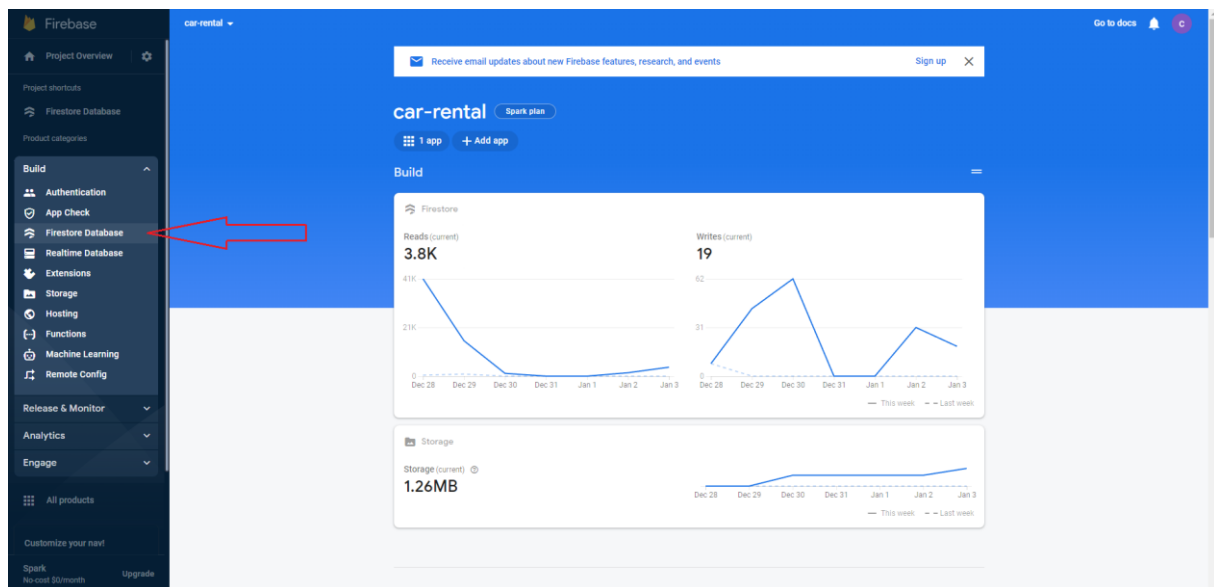 Firebase
Project Overview
Project shortcuts
Firestore Database
Product categories
Build
Authentication
App Check
Firestore Database
Realtime Database
Extensions
Storage
Hosting
Functions
Machine Learning
Remote Config
Release & Monitor
Analytics
Engage
All products
Customize your nav!
Spark
No-cost $0/month
Upgrade
car-rental
Go to docs
C
Receive email updates about new Firebase features, research, and events
Sign up
car-rental
Spark plan
1 app
Add app
Build
Firestore
Reads (current)
3.8K
41K
21K
0
Dec 28 Dec 29 Dec 30 Dec 31 Jan 1 Jan 2 Jan 3
Writes (current)
19
62
31
0
Dec 28 Dec 29 Dec 30 Dec 31 Jan 1 Jan 2 Jan 3
This week Last week
Storage
Storage (current)
1.26MB
Dec 28 Dec 29 Dec 30 Dec 31 Jan 1 Jan 2 Jan 3
This week Last week